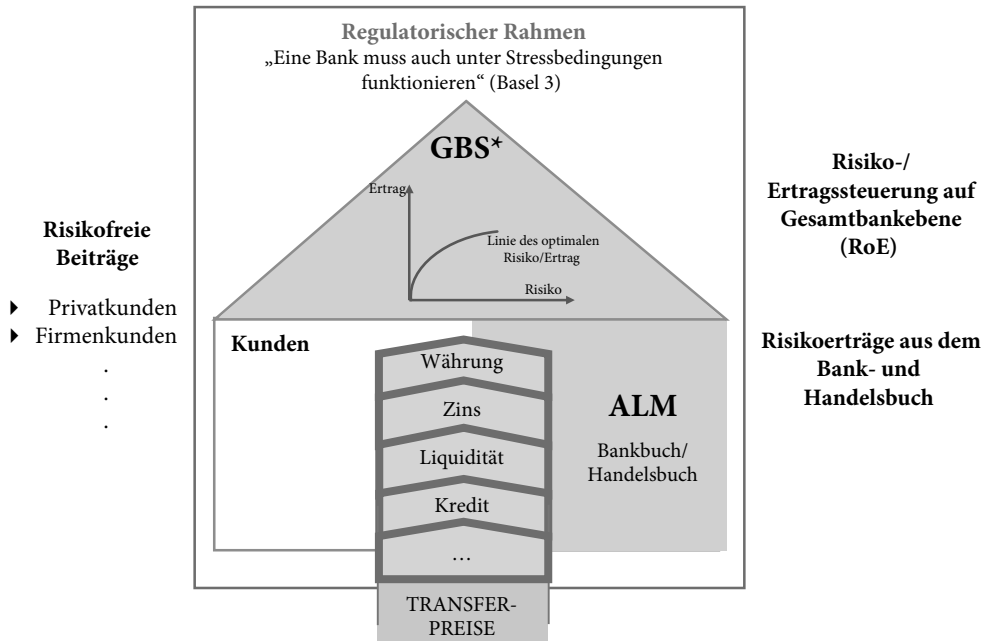 Regulatorischer Rahmen
„Eine Bank muss auch unter Stressbedingungen
funktionieren“ (Basel 3)
GBS*
Ertrag
Linie des optimalen
Risiko/Ertrag
Risiko
Risikofreie
Beiträge
Privatkunden
Firmenkunden
.
.
.
Kunden
Währung
Zins
Liquidität
Kredit
…
TRANSFER-
PREISE
ALM
Bankbuch/
Handelsbuch
Risiko-/
Ertragssteuerung auf
Gesamtbankebene
(RoE)
Risikoerträge aus dem
Bank- und
Handelsbuch